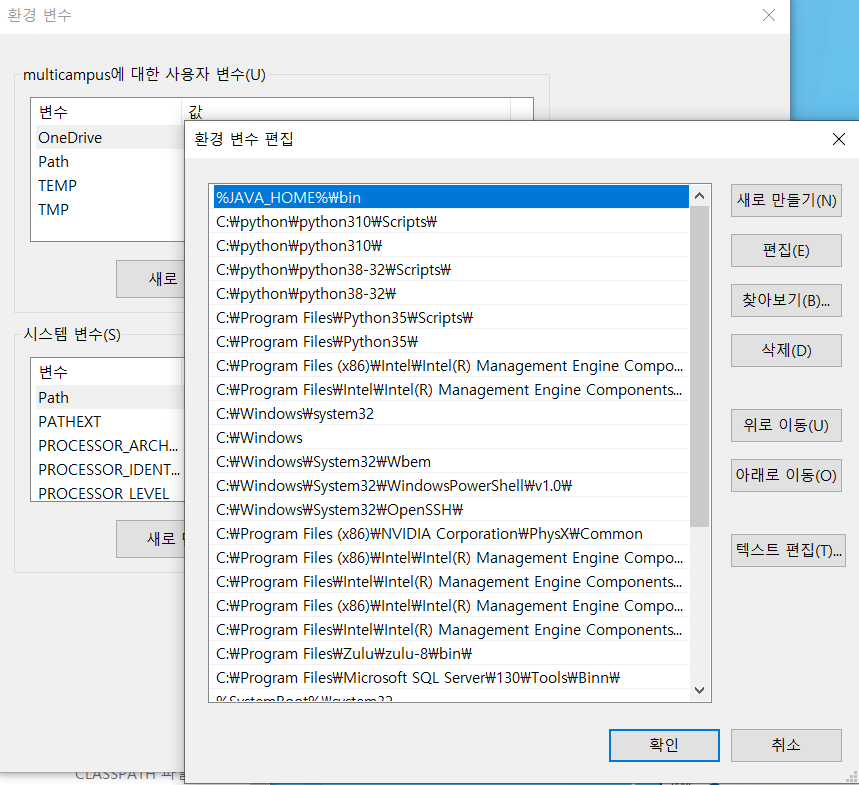 환경 변수
multicampus에 대한 사용자 변수(U)
변수 값
OneDrive
Path
TEMP
TMP
새로
시스템 변수(S)
변수
Path
PATHEXT
PROCESSOR_ARCH...
PROCESSOR_IDENT...
PROCESSOR_LEVEL
새로
환경 변수 편집
%JAVA_HOME%₩bin
C:₩python₩python310₩Scripts₩
C:₩python₩python310₩
C:₩python₩python38-32₩Scripts₩
C:₩python₩python38-32₩
C:₩Program Files₩Python35₩Scripts₩
C:₩Program Files₩Python35₩
C:₩Program Files (x86)₩Intel₩Intel(R) Management Engine Compo...
C:₩Program Files₩Intel₩Intel(R) Management Engine Components...
C:₩Windows₩system32
C:₩Windows
C:₩Windows₩System32₩Wbem
C:₩Windows₩System32₩WindowsPowerShell₩v1.0₩
C:₩Windows₩System32₩OpenSSH₩
C:₩Program Files (x86)₩NVIDIA Corporation₩PhysX₩Common
C:₩Program Files (x86)₩Intel₩Intel(R) Management Engine Compo...
C:₩Program Files₩Intel₩Intel(R) Management Engine Components...
C:₩Program Files (x86)₩Intel₩Intel(R) Management Engine Compo...
C:₩Program Files₩Intel₩Intel(R) Management Engine Components...
C:₩Program Files₩Zulu₩zulu-8₩bin₩
C:₩Program Files₩Microsoft SQL Server₩130₩Tools₩Binn₩
%SystemRoot%₩system32
새로 만들기(N)
편집(E)
찾아보기(B)...
삭제(D)
위로 이동(U)
아래로 이동(O)
텍스트 편집(T)...
확인
취소
CLASSPATH